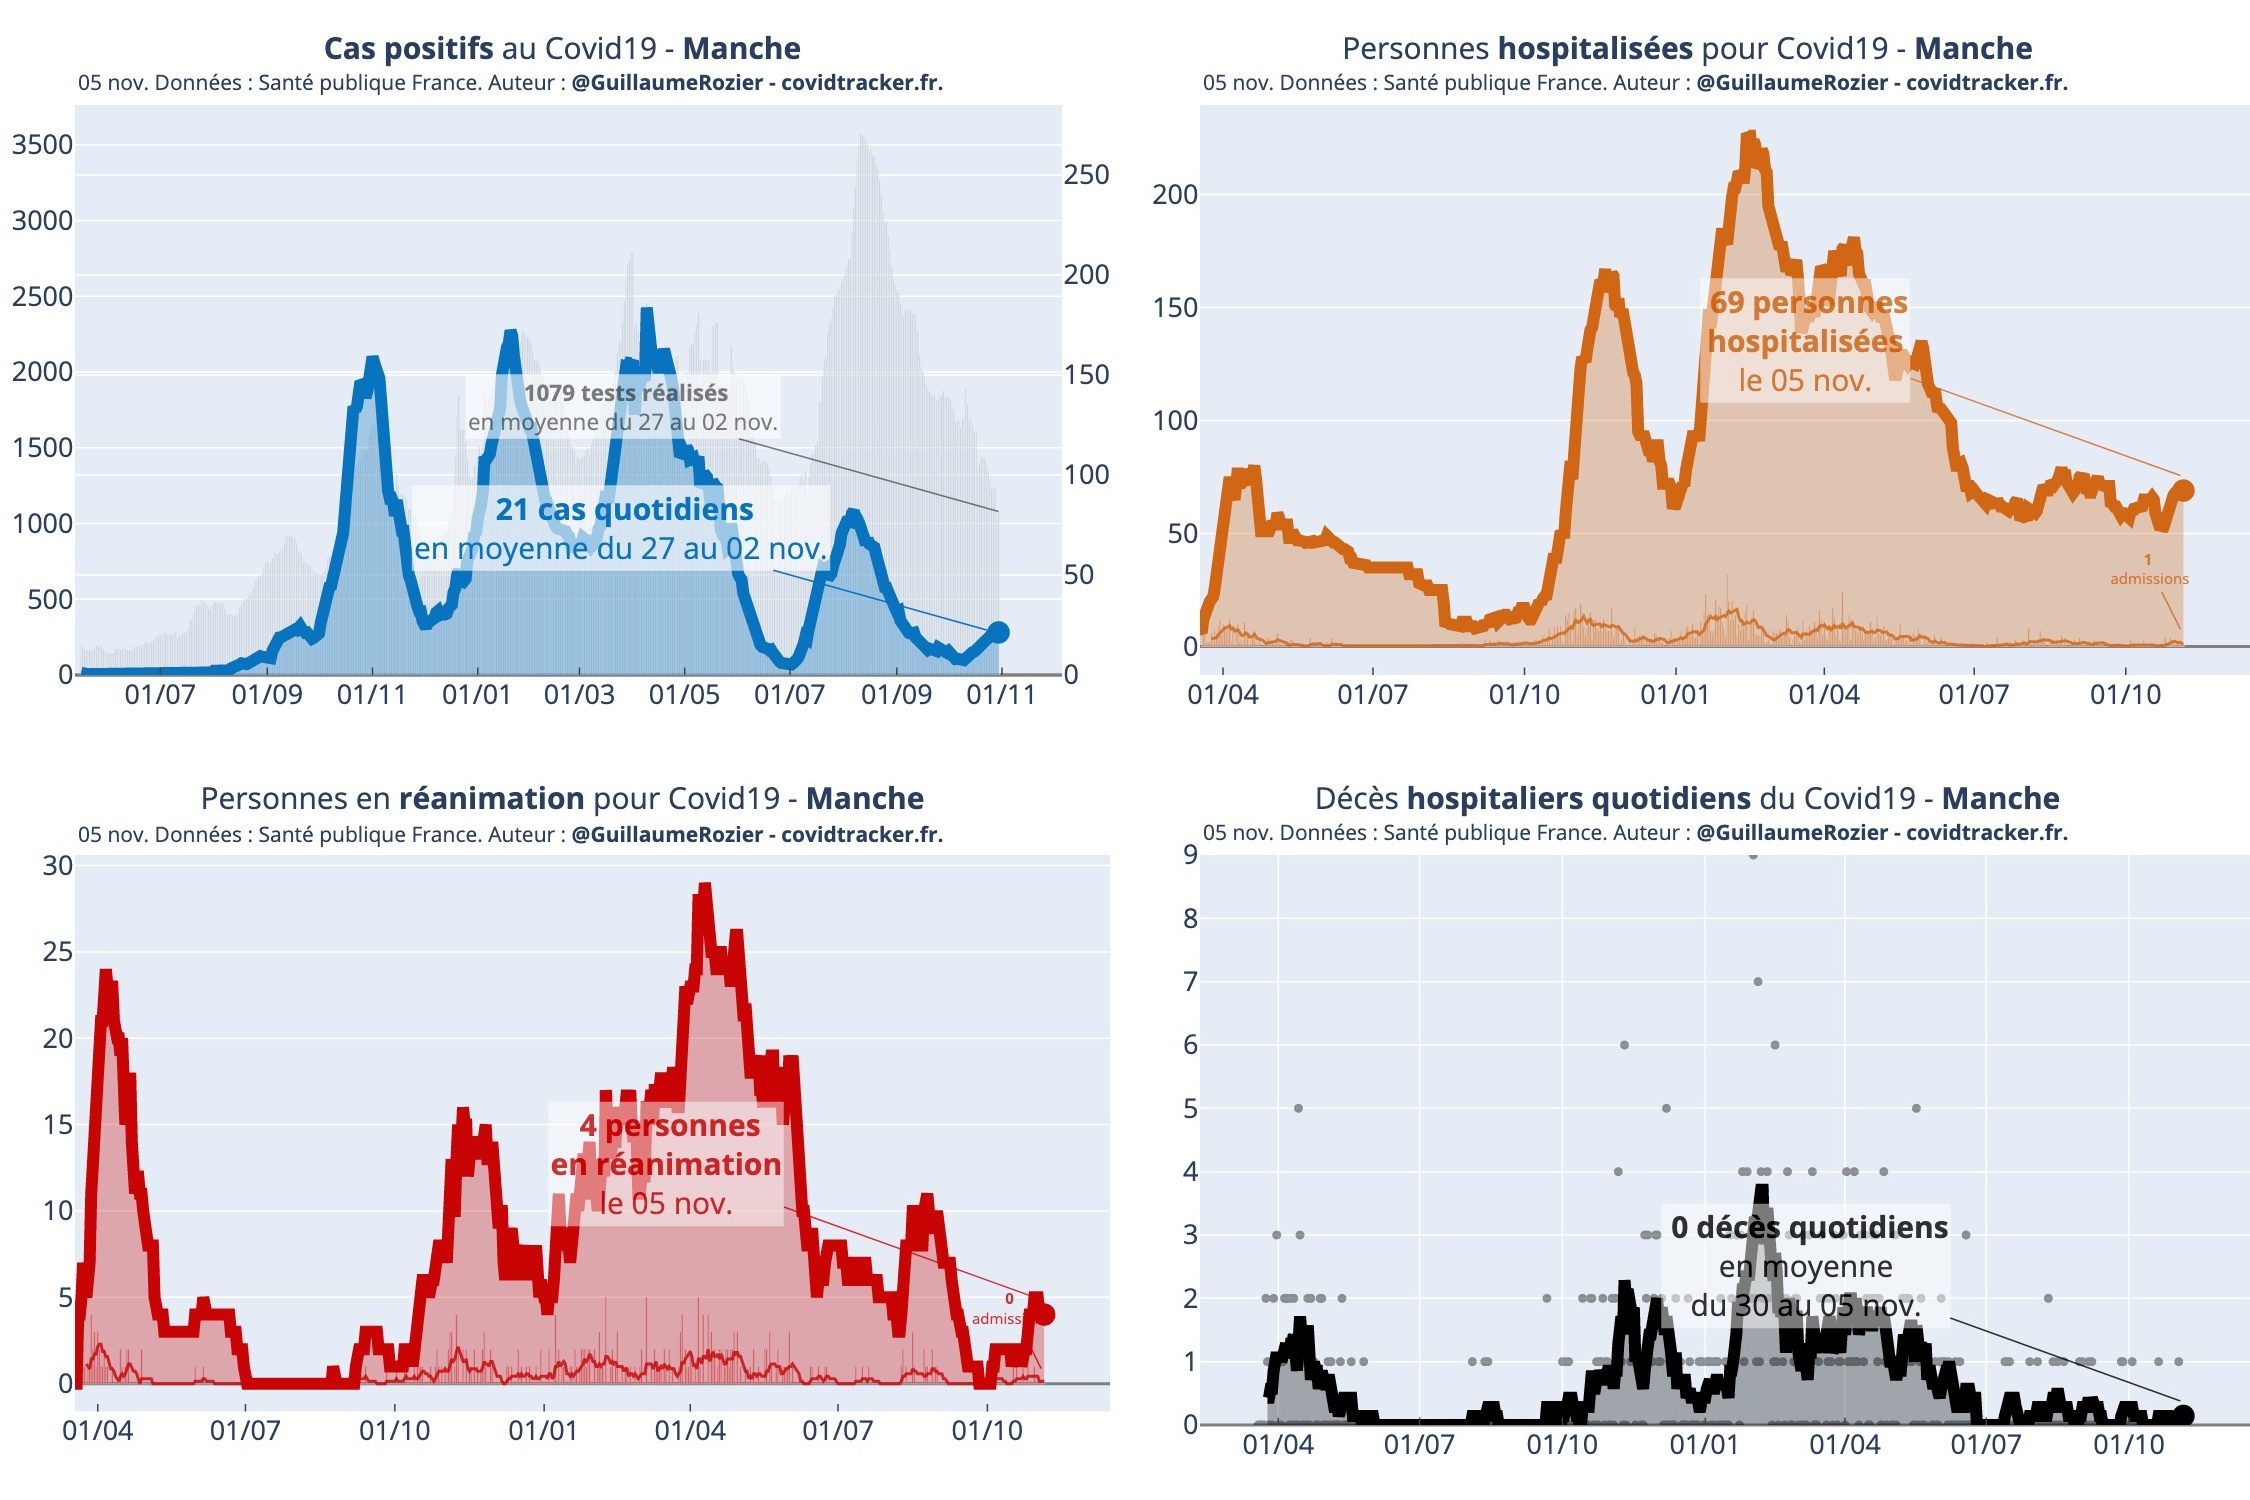 Cas positifs au Covid19 - Manche
05 nov. Données : Santé publique France. Auteur : @GuillaumeRozier - covidtracker.fr.
3500
3000
2500
2000
1500
1000
500
0
250
200
150
100
50
0
1079 tests réalisés
en moyenne du 27 au 02 nov.
21 cas quotidiens
en moyenne du 27 au 02 nov.
01/07 01/09 01/11 01/01 01/03 01/05 01/07 01/09 01/11
Personnes hospitalisées pour Covid19 - Manche
05 nov. Données : Santé publique France. Auteur : @GuillaumeRozier - covidtracker.fr.
200
150
100
50
0
69 personnes
hospitalisées
le 05 nov.
1
admissions
01/04 01/07 01/10 01/01 01/04 01/07 01/10
Personnes en réanimation pour Covid19 - Manche
05 nov. Données : Santé publique France. Auteur : @GuillaumeRozier - covidtracker.fr.
30
25
20
15
10
5
0
4 personnes
en réanimation
le 05 nov.
0
admiss
01/04 01/07 01/10 01/01 01/04 01/07 01/10
Décès hospitaliers quotidiens du Covid19 - Manche
05 nov. Données : Santé publique France. Auteur : @GuillaumeRozier - covidtracker.fr.
9
8
7
6
5
4
3
2
1
0
0 décès quotidiens
en moyenne
du 30 au 05 nov.
01/04 01/07 01/10 01/01 01/04 01/07 01/10